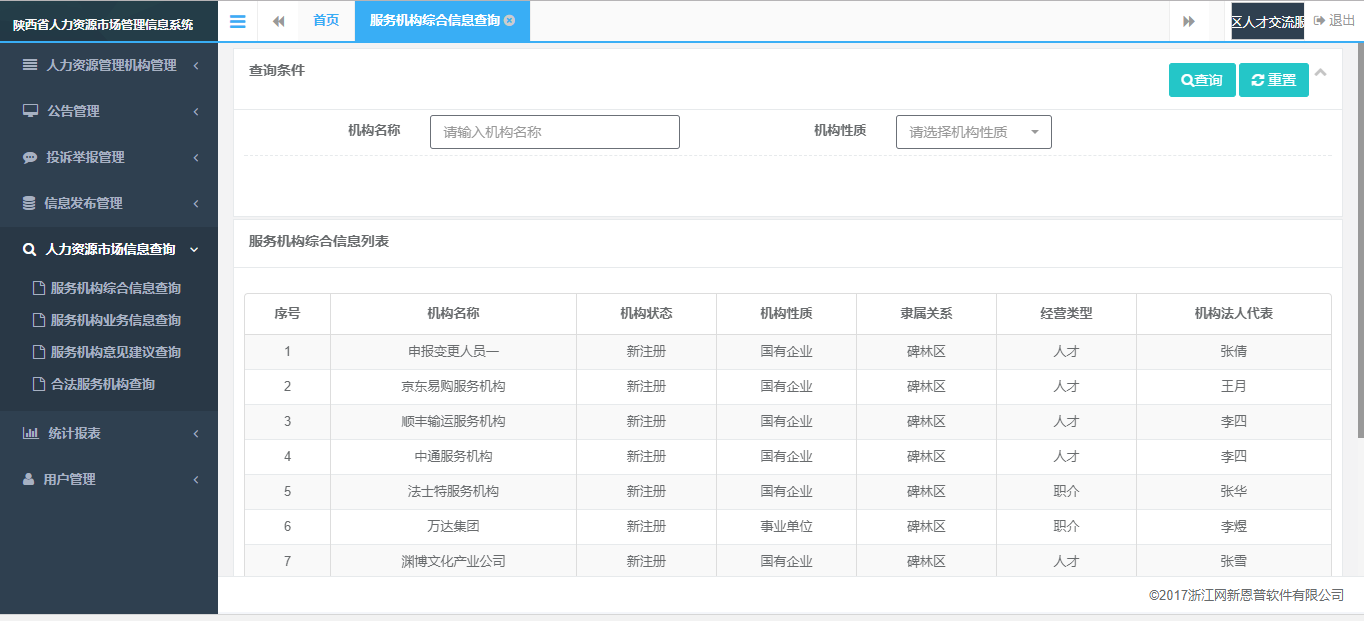 陕西省人力资源市场管理信息系统
首页
服务机构综合信息查询
区人才交流服
退出
人力资源管理机构管理
公告管理
投诉举报管理
信息发布管理
人力资源市场信息查询
服务机构综合信息查询
服务机构业务信息查询
服务机构意见建议查询
合法服务机构查询
统计报表
用户管理
查询条件
查询 重置
机构名称 请输入机构名称 机构性质 请选择机构性质
服务机构综合信息列表
序号 机构名称 机构状态 机构性质 隶属关系 经营类型 机构法人代表
1 申报变更人员一 新注册 国有企业 碑林区 人才 张倩
2 京东易购服务机构 新注册 国有企业 碑林区 人才 王月
3 顺丰输运服务机构 新注册 国有企业 碑林区 人才 李四
4 中通服务机构 新注册 国有企业 碑林区 人才 李四
5 法士特服务机构 新注册 国有企业 碑林区 职介 张华
6 万达集团 新注册 事业单位 碑林区 职介 李煜
7 渊博文化产业公司 新注册 国有企业 碑林区 人才 张雪
©2017浙江网新恩普软件有限公司